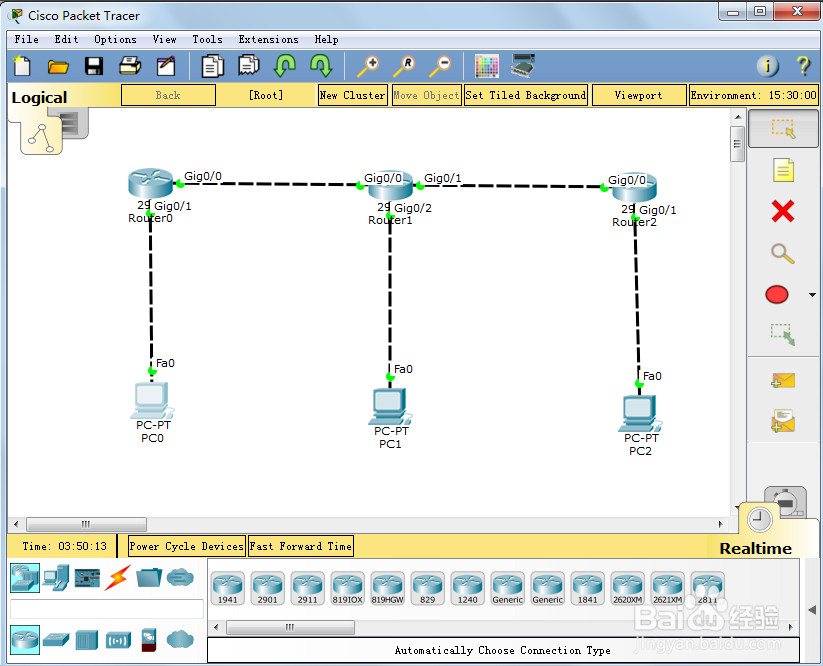 Cisco Packet Tracer
File Edit Options View Tools Extensions Help
Logical
Back
[Root]
New Cluster
Move Object
Set Tiled Background
Viewport
Environment: 15:30:00
Gig0/0
29
Gig0/1
Router0
Gig0/0
Gig0/1
29
Gig0/2
Router1
Gig0/0
29
Gig0/1
Router2
Fa0
PC-PT
PC0
Fa0
PC-PT
PC1
Fa0
PC-PT
PC2
Time: 03:50:13
Power Cycle Devices
Fast Forward Time
Realtime
1941
2901
2911
819IOX
819HGW
829
1240
Generic
Generic
1841
2620XM
2621XM
2811
Automatically Choose Connection Type
Baidu经验
jingyan.baidu.com